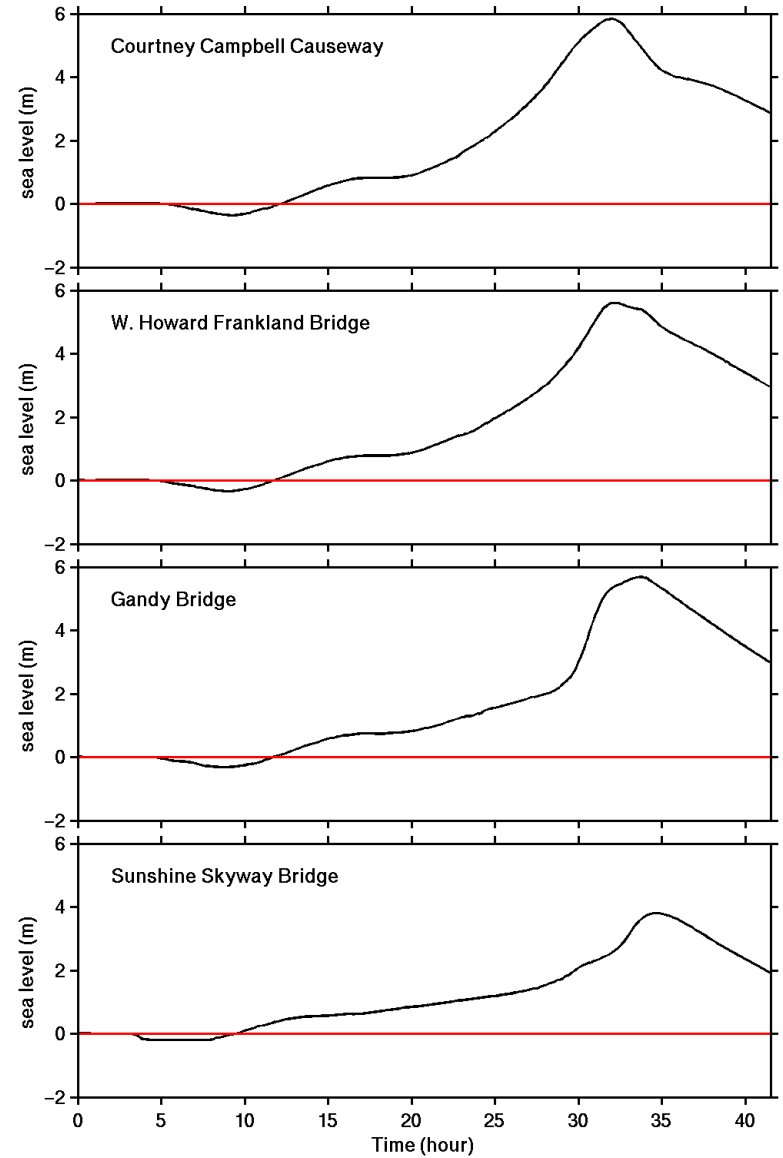 6
Courtney Campbell Causeway
4
sea level (m)
2
0
−2
6
W. Howard Frankland Bridge
4
sea level (m)
2
0
−2
6
Gandy Bridge
4
sea level (m)
2
0
−2
6
Sunshine Skyway Bridge
4
sea level (m)
2
0
−2
0 5 10 15 20 25 30 35 40
Time (hour)